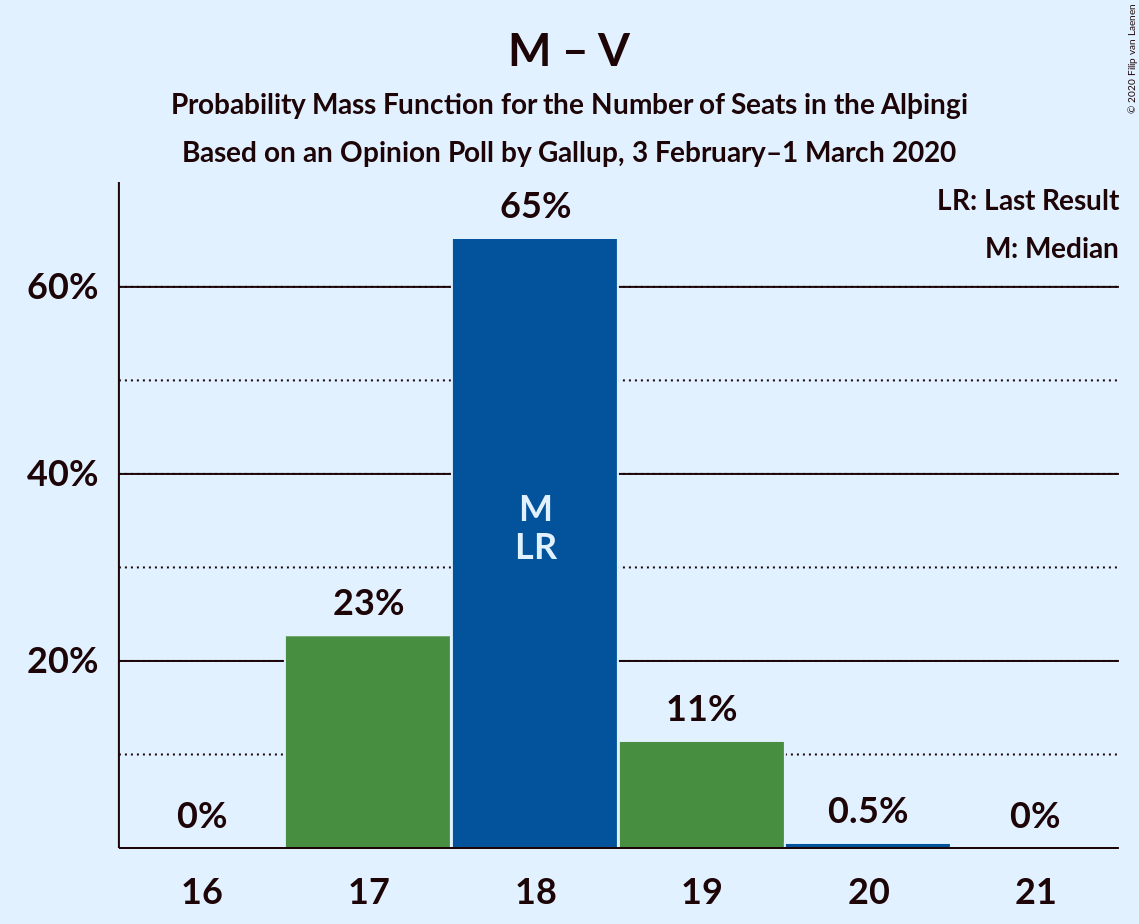 M – V
Probability Mass Function for the Number of Seats in the Alþingi
Based on an Opinion Poll by Gallup, 3 February–1 March 2020
© 2020 Filip van Laenen
LR: Last Result
M: Median
60%
40%
20%
0%
23%
65%
M
LR
11%
0.5%
0%
16
17
18
19
20
21